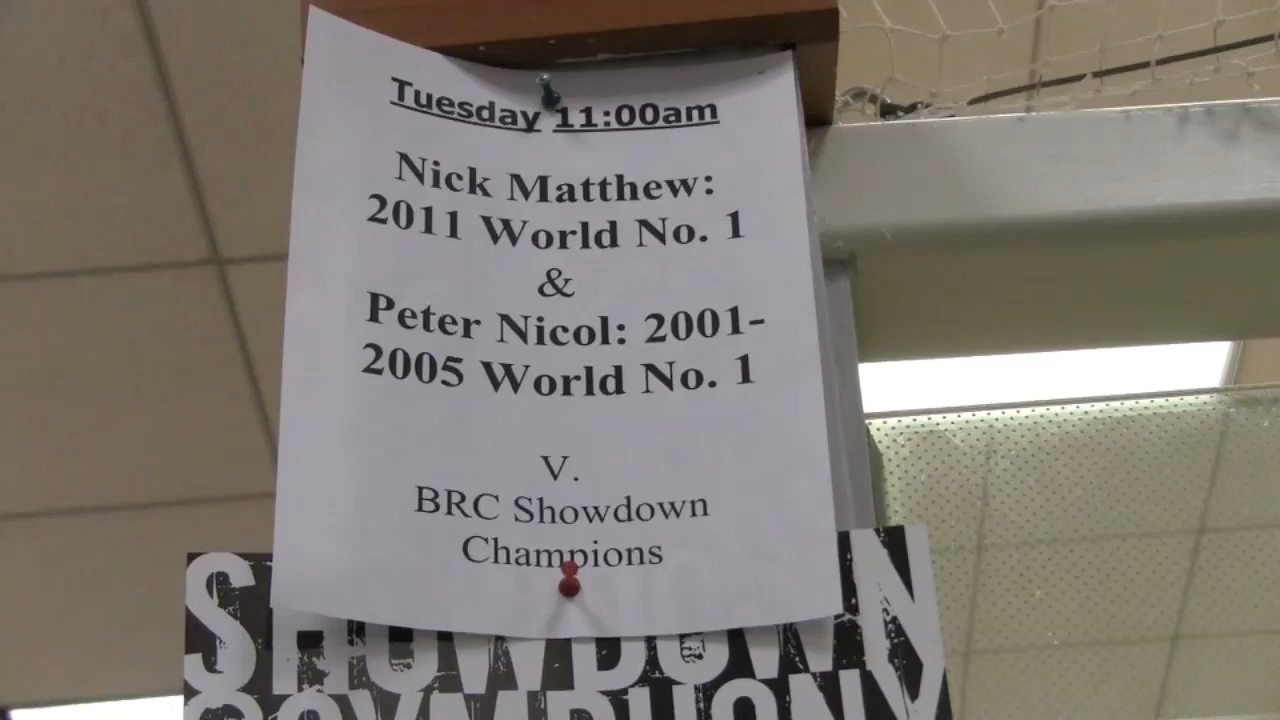 Tuesday 11:00am
Nick Matthew:
2011 World No. 1
&
Peter Nicol: 2001-
2005 World No. 1
V.
BRC Showdown
Champions
SHOWDOWN